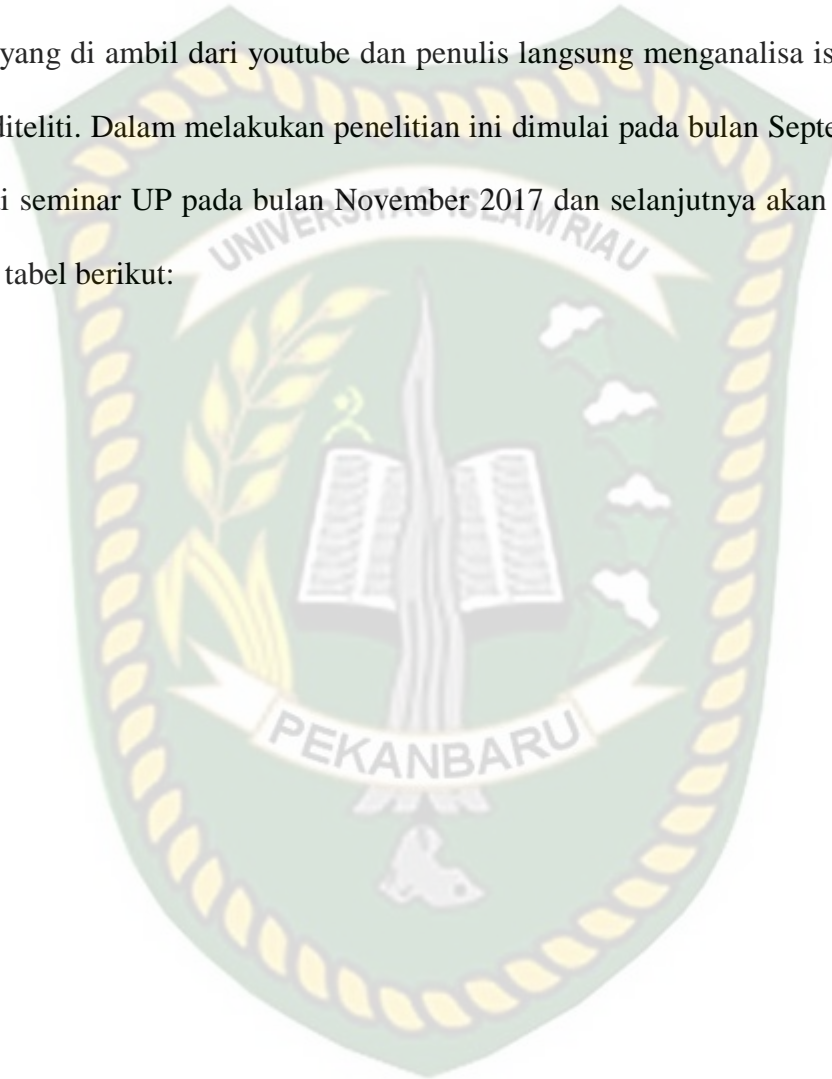 yang di ambil dari youtube dan penulis langsung menganalisa is
diteliti. Dalam melakukan penelitian ini dimulai pada bulan Septe
i seminar UP pada bulan November 2017 dan selanjutnya akan
tabel berikut:
UNIVERSITAS ISLAM RIAU
PEKANBARU